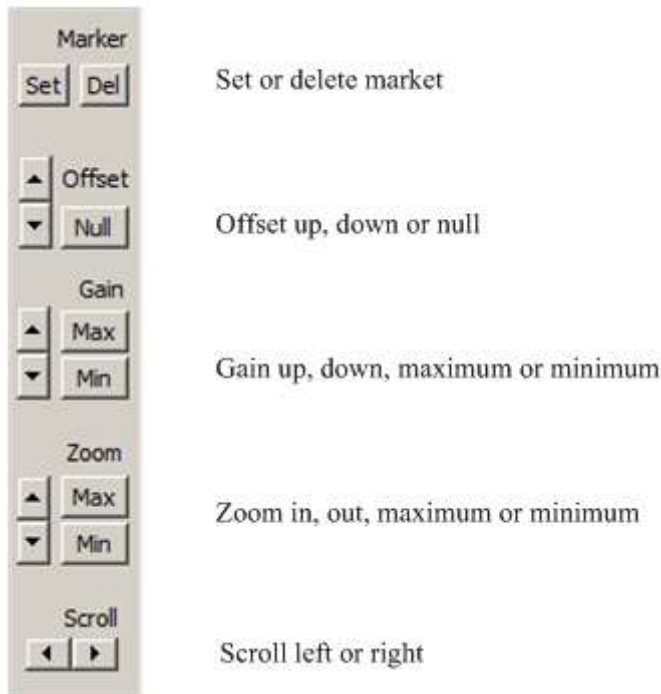 Marker
Set Del
Set or delete market
Offset
Null
Offset up, down or null
Gain
Max
Min
Gain up, down, maximum or minimum
Zoom
Max
Min
Zoom in, out, maximum or minimum
Scroll
Scroll left or right